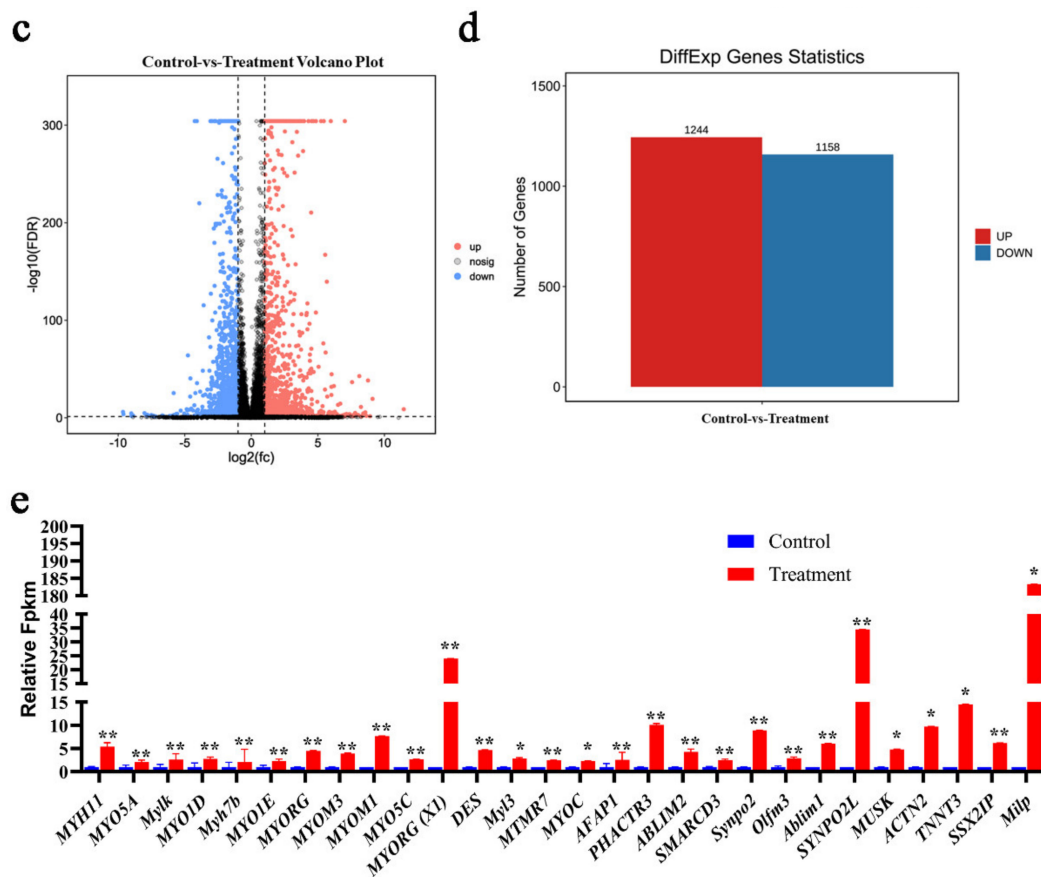 c
Control-vs-Treatment Volcano Plot
300
200
100
0
-log10(FDR)
-10 -5 0 5 10
log2(fc)
up
nosig
down
d
DiffExp Genes Statistics
1500
1000
500
0
Number of Genes
1244
1158
Control-vs-Treatment
UP
DOWN
e
200
195
190
185
180
40
35
30
25
20
15
15
10
5
0
Relative Fpkm
Control
Treatment
** ** ** ** ** ** ** ** ** ** ** ** * ** * ** ** ** ** ** ** ** ** * * * ** *
MYH11
MYO5A
Mylk
MYO1D
Myh7b
MYO1E
MYORG
MYOM3
MYOM1
MYO5C
MYORG (X1)
DES
Myl3
MTMR7
MYOC
AFAP1
PHACTR3
ABLIM2
SMARCD3
Synpo2
Olfm3
Ablim1
SYNPO2L
MUSK
ACTN2
TNNT3
SSX2IP
Milp